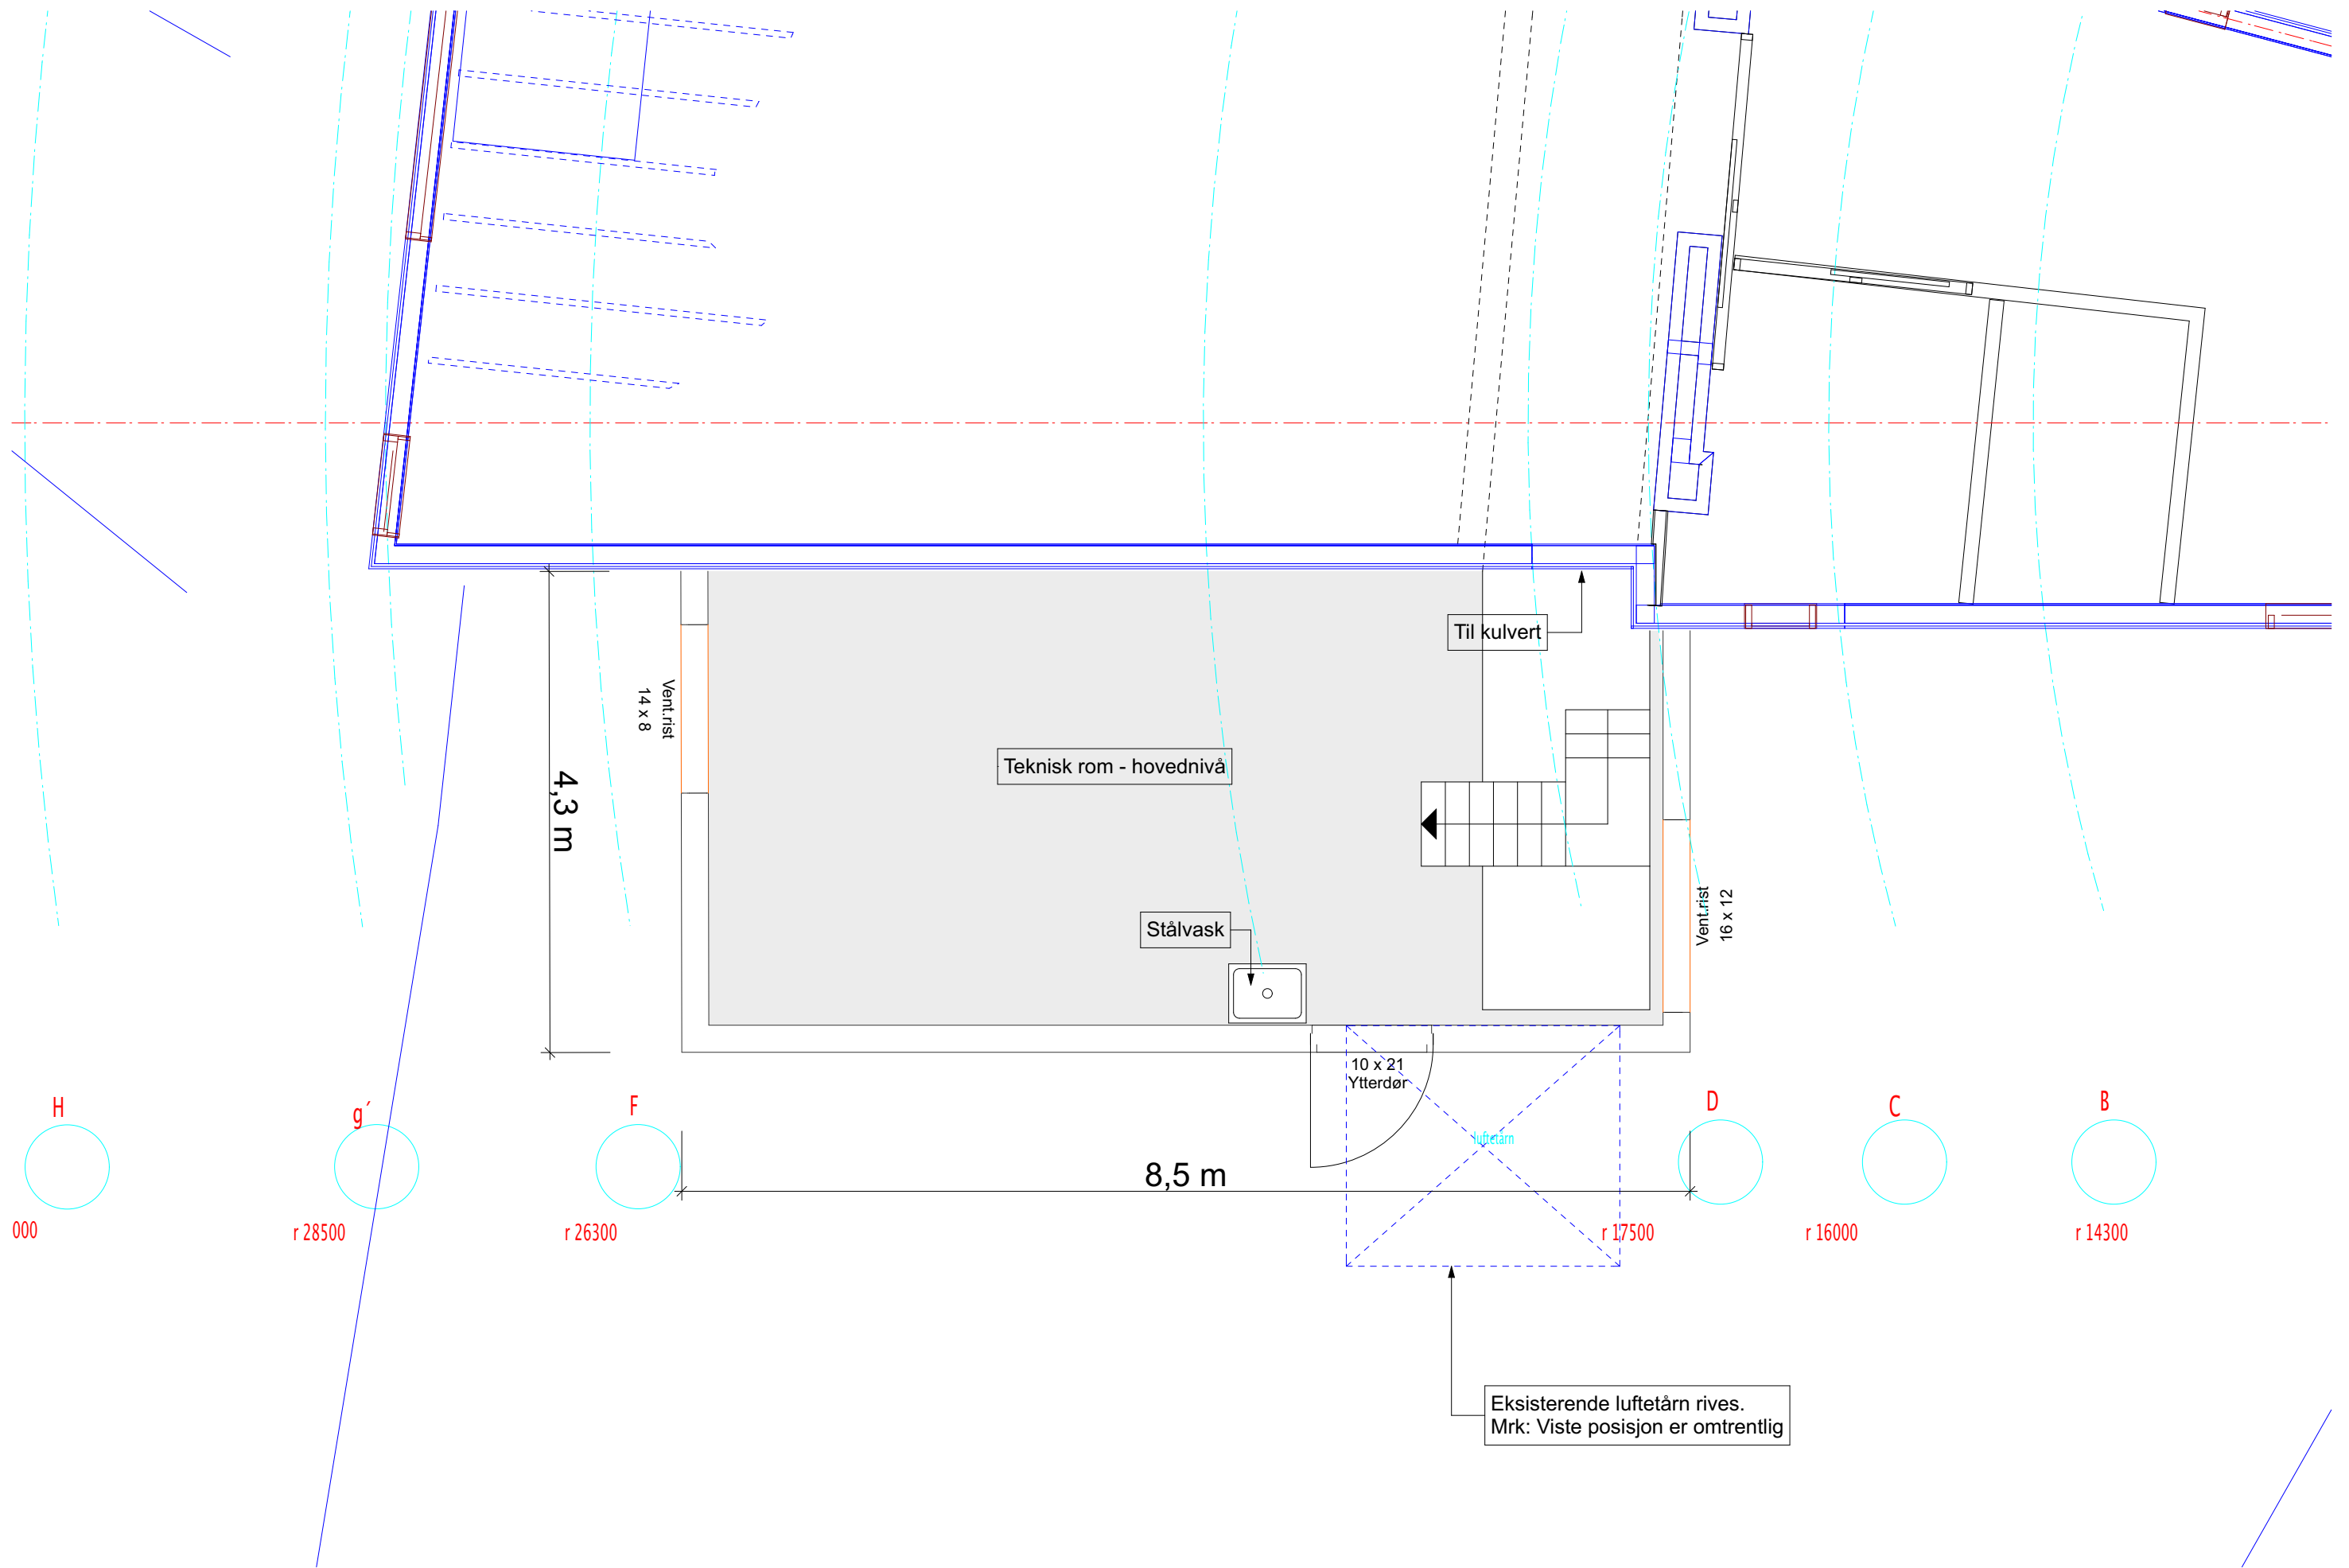 Til kulvert
Vent.rist
14 x 8
Teknisk rom - hovednivå
4,3 m
Stålvask
Vent.rist
16 x 12
10 x 21
Ytterdør
H
g´
F
D
C
B
luftetårn
8,5 m
000
r 28500
r 26300
r 17500
r 16000
r 14300
Eksisterende luftetårn rives.
Mrk: Viste posisjon er omtrentlig